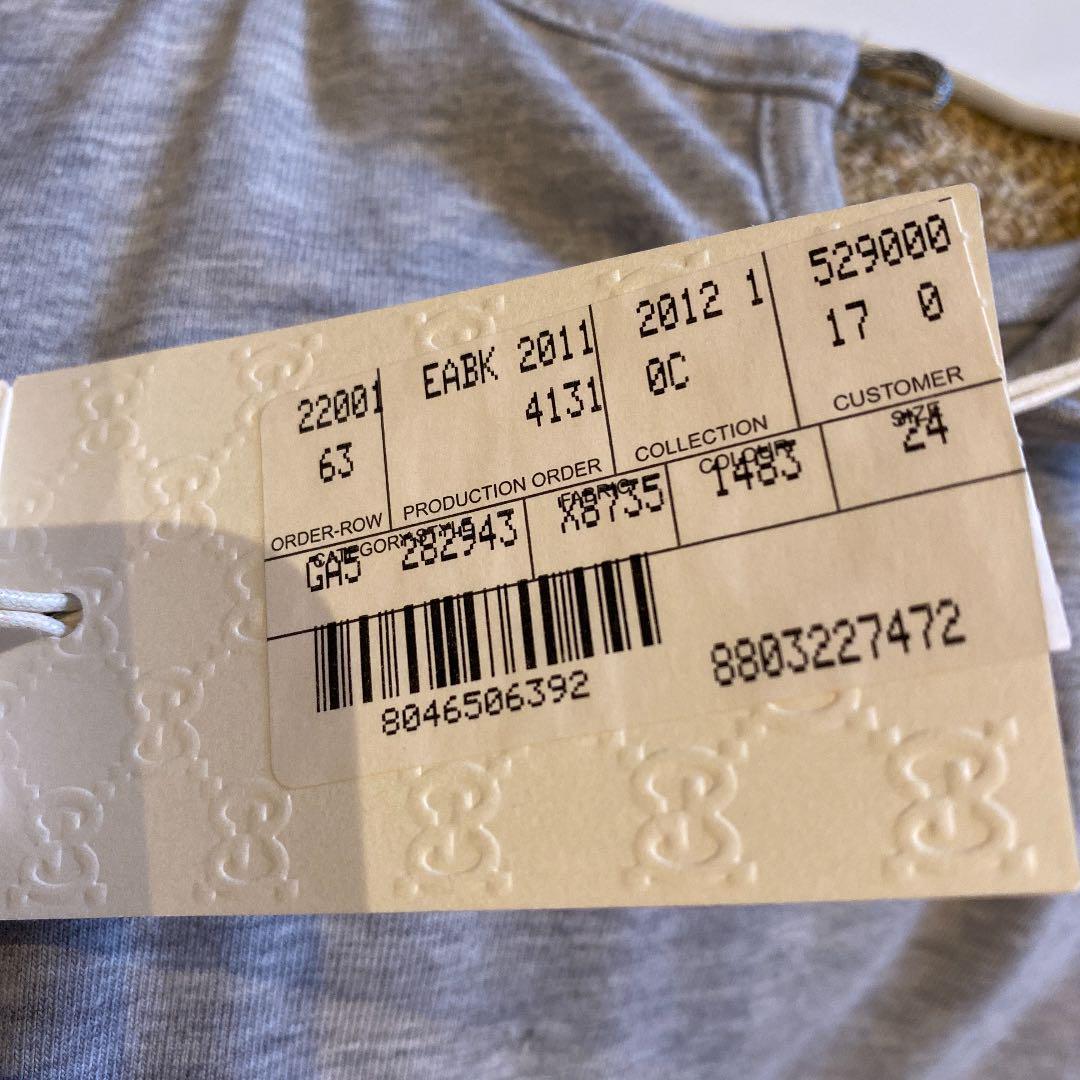 22001
63
ORDER-ROW
EABK 2011
4131
PRODUCTION ORDER
2012 1
0C
COLLECTION
529000
17 0
CUSTOMER
CATEGORY-STYLE
GA5 282943
FABRIC
X8735
COLOUR
1483
SIZE
24
8046506392
8803227472